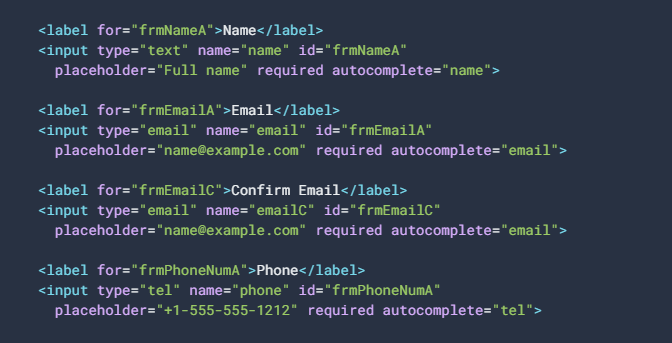 <label for="frmNameA">Name</label>
<input type="text" name="name" id="frmNameA"
placeholder="Full name" required autocomplete="name">
<label for="frmEmailA">Email</label>
<input type="email" name="email" id="frmEmailA"
placeholder="name@example.com" required autocomplete="email">
<label for="frmEmailC">Confirm Email</label>
<input type="email" name="emailC" id="frmEmailC"
placeholder="name@example.com" required autocomplete="email">
<label for="frmPhoneNumA">Phone</label>
<input type="tel" name="phone" id="frmPhoneNumA"
placeholder="+1-555-555-1212" required autocomplete="tel">